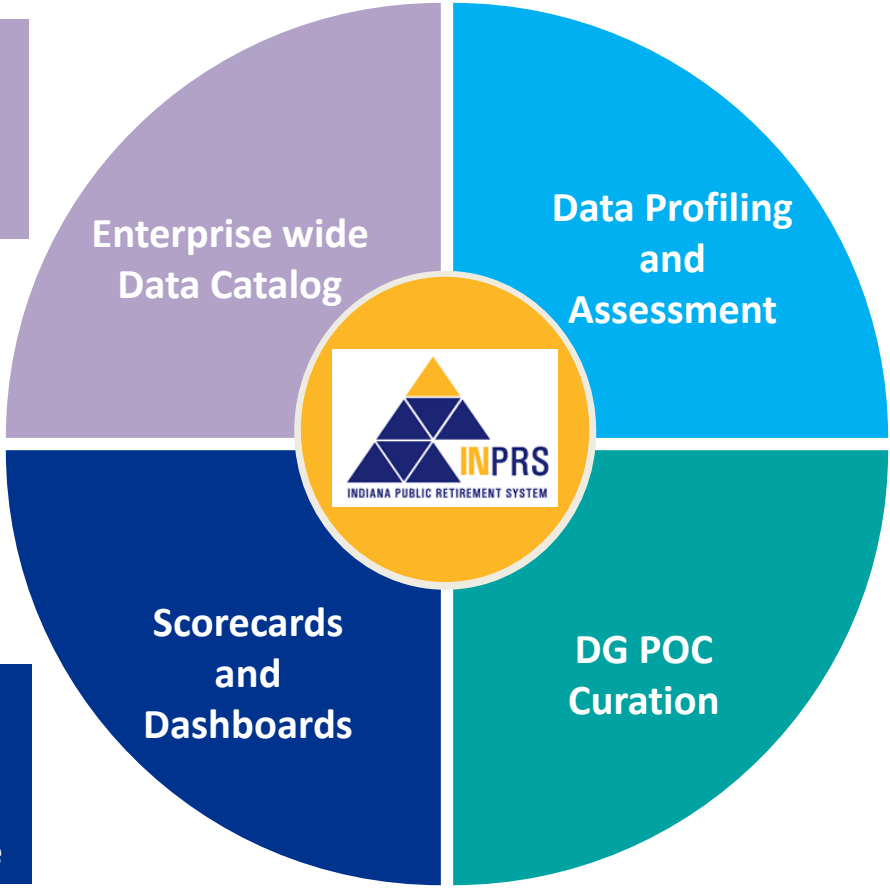 Enterprise wide
Data Catalog
Data Profiling
and
Assessment
INPRS
INDIANA PUBLIC RETIREMENT SYSTEM
Scorecards
and
Dashboards
DG POC
Curation